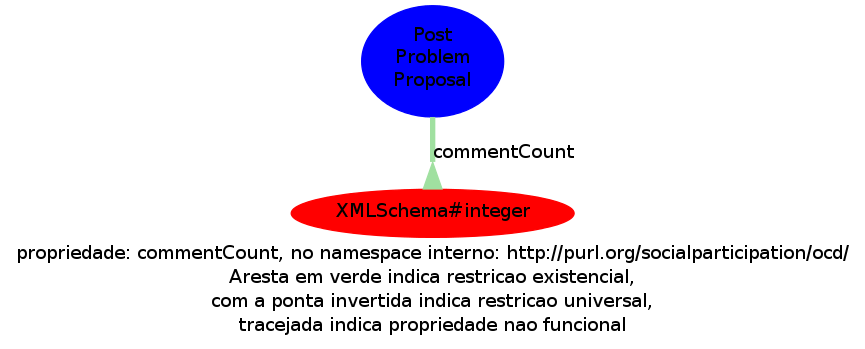 Post
Problem
Proposal
commentCount
XMLSchema#integer
propriedade: commentCount, no namespace interno: http://purl.org/socialparticipation/ocd/
Aresta em verde indica restricao existencial,
com a ponta invertida indica restricao universal,
tracejada indica propriedade nao funcional